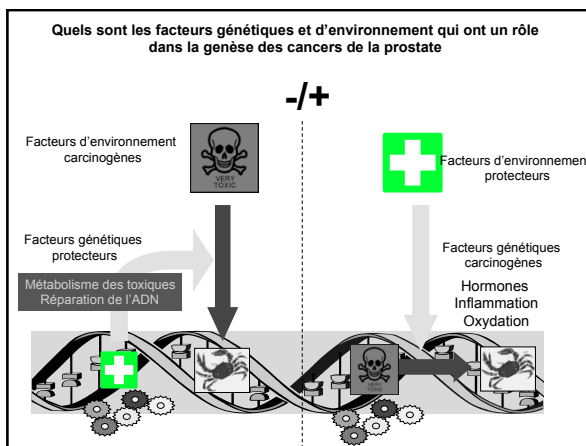 Quels sont les facteurs génétiques et d'environnement qui ont un rôle
dans la genèse des cancers de la prostate
-/+
Facteurs d'environnement
carcinogènes
VERY
TOXIC
Facteurs d'environnement
protecteurs
Facteurs génétiques
protecteurs
Métabolisme des toxiques
Réparation de l'ADN
Facteurs génétiques
carcinogènes
Hormones
Inflammation
Oxydation
VERY
TOXIC